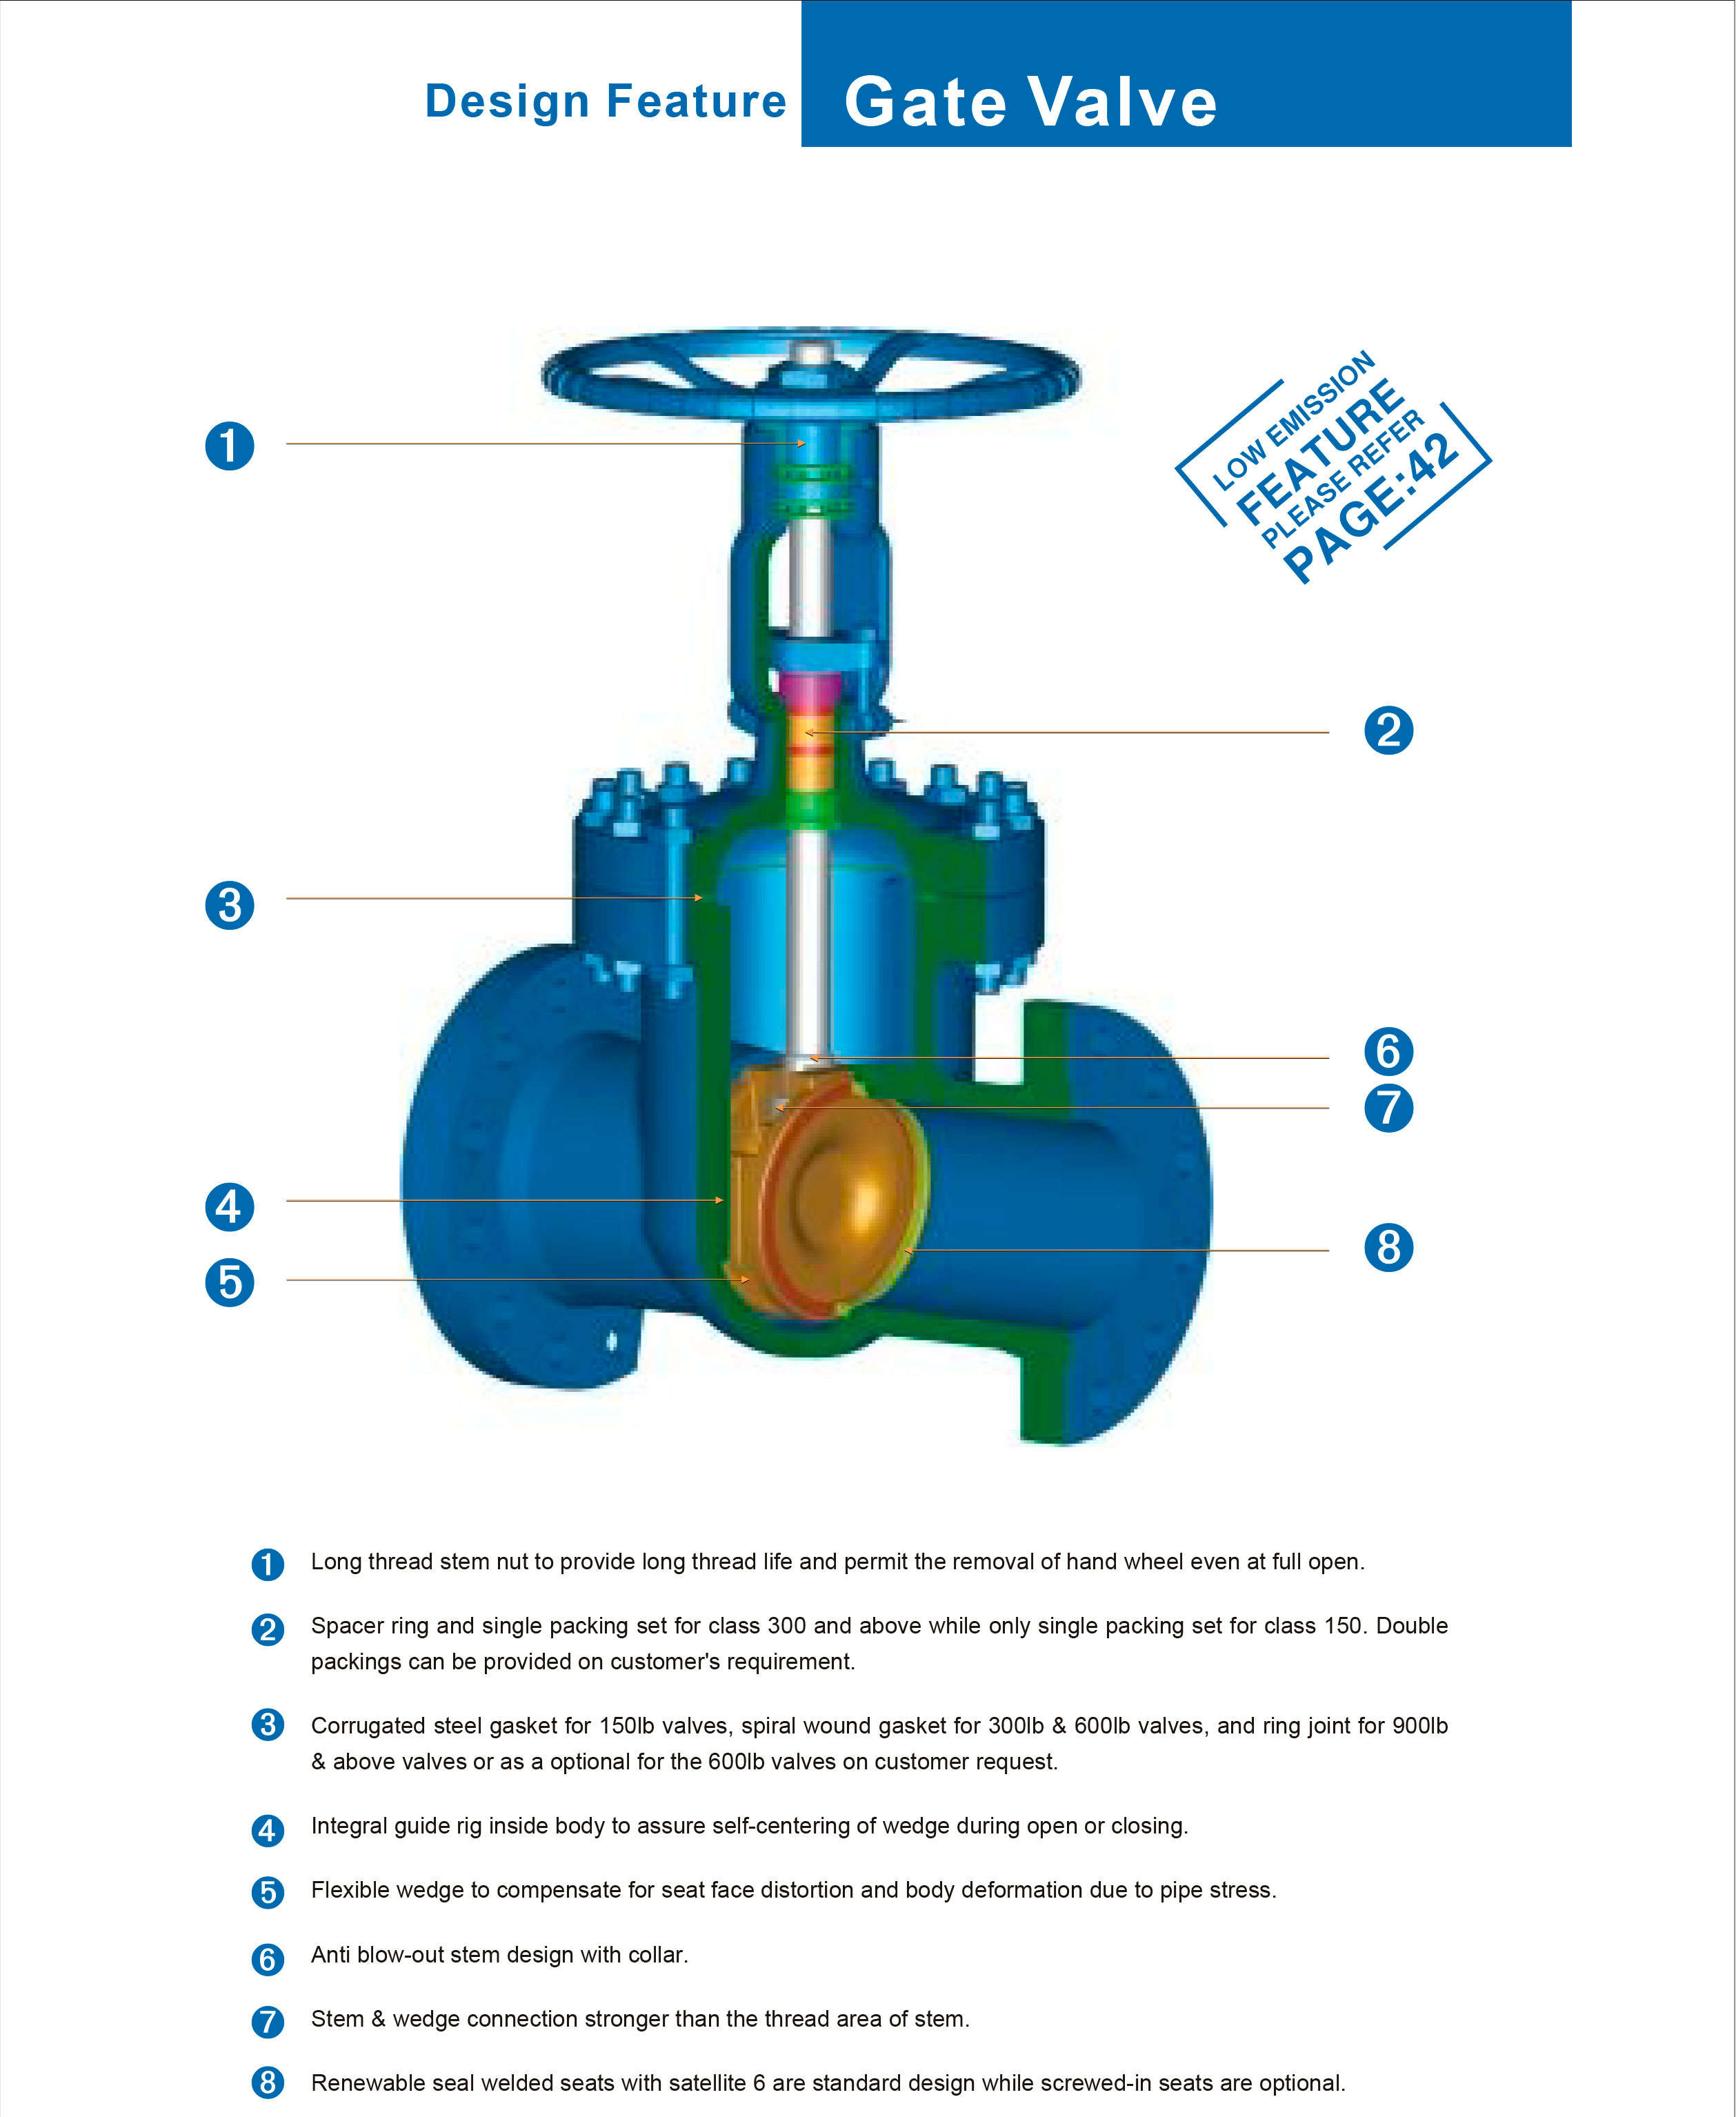 Design Feature Gate Valve
LOW EMISSION
FEATURE
PLEASE REFER
PAGE:42
1
2
3
6
7
4
8
5
1 Long thread stem nut to provide long thread life and permit the removal of hand wheel even at full open.
2 Spacer ring and single packing set for class 300 and above while only single packing set for class 150. Double
packings can be provided on customer's requirement.
3 Corrugated steel gasket for 150lb valves, spiral wound gasket for 300lb & 600lb valves, and ring joint for 900lb
& above valves or as a optional for the 600lb valves on customer request.
4 Integral guide rig inside body to assure self-centering of wedge during open or closing.
5 Flexible wedge to compensate for seat face distortion and body deformation due to pipe stress.
6 Anti blow-out stem design with collar.
7 Stem & wedge connection stronger than the thread area of stem.
8 Renewable seal welded seats with satellite 6 are standard design while screwed-in seats are optional.